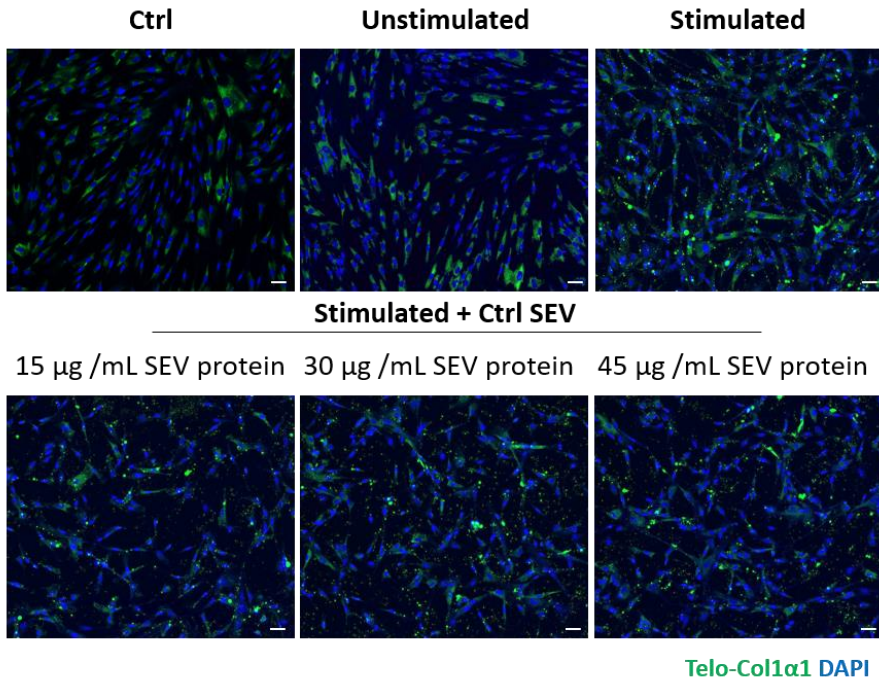 Ctrl Unstimulated Stimulated
Stimulated + Ctrl SEV
15 µg /mL SEV protein 30 µg /mL SEV protein 45 µg /mL SEV protein
Telo-Col1α1 DAPI